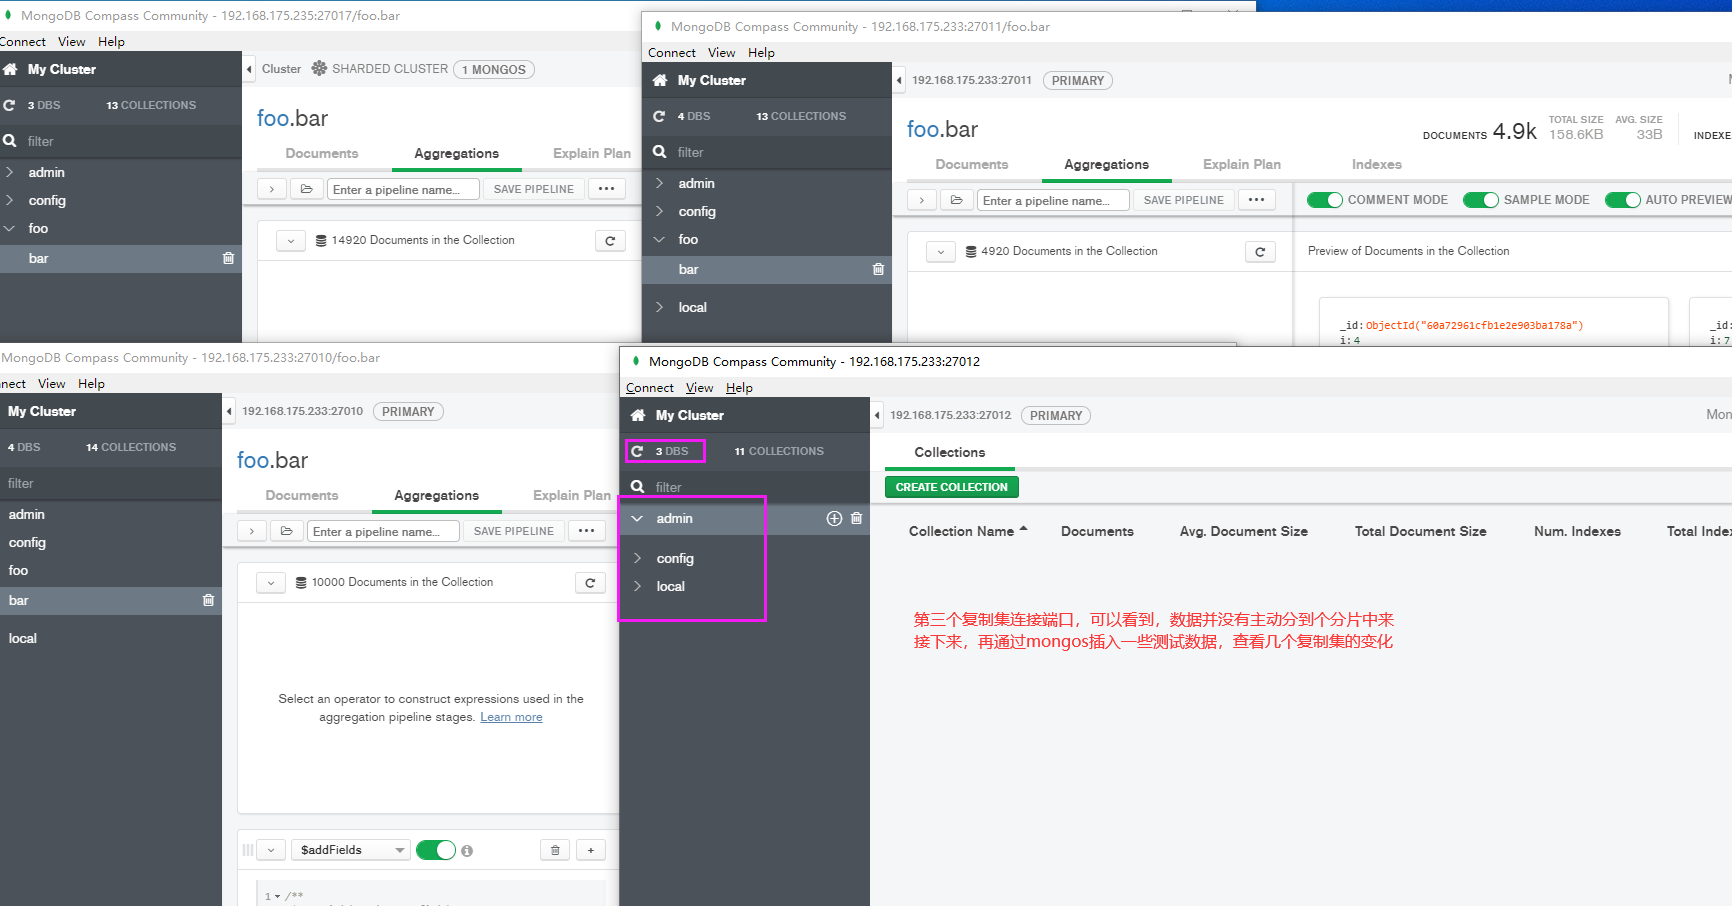 MongoDB Compass Community - 192.168.175.235:27017/foo.bar
Connect View Help
My Cluster
3 DBS 13 COLLECTIONS
filter
admin
config
foo
bar
Cluster SHARDED CLUSTER 1 MONGOS
foo.bar
Documents Aggregations Explain Plan
Enter a pipeline name... SAVE PIPELINE ...
14920 Documents in the Collection
MongoDB Compass Community - 192.168.175.233:27011/foo.bar
Connect View Help
My Cluster
4 DBS 13 COLLECTIONS
filter
admin
config
foo
bar
local
192.168.175.233:27011 PRIMARY
foo.bar
DOCUMENTS 4.9k TOTAL SIZE 158.6KB AVG. SIZE 33B INDEXE
Documents Aggregations Explain Plan Indexes
Enter a pipeline name... SAVE PIPELINE ... COMMENT MODE SAMPLE MODE AUTO PREVIEW
4920 Documents in the Collection Preview of Documents in the Collection
_id:ObjectId("60a72961cfb1e2e903ba178a") _id:
i:4 i:7
MongoDB Compass Community - 192.168.175.233:27010/foo.bar
nnect View Help
My Cluster
4 DBS 14 COLLECTIONS
filter
admin
config
foo
bar
local
192.168.175.233:27010 PRIMARY
foo.bar
Documents Aggregations Explain Plan
Enter a pipeline name... SAVE PIPELINE ...
10000 Documents in the Collection
Select an operator to construct expressions used in the
aggregation pipeline stages. Learn more
$addFields
1 /**
MongoDB Compass Community - 192.168.175.233:27012
Connect View Help
My Cluster
3 DBS 11 COLLECTIONS
filter
admin
config
local
192.168.175.233:27012 PRIMARY Mon
Collections
CREATE COLLECTION
Collection Name Documents Avg. Document Size Total Document Size Num. Indexes Total Inde
第三个复制集连接端口，可以看到，数据并没有主动分到个分片中来
接下来，再通过mongos插入一些测试数据，查看几个复制集的变化